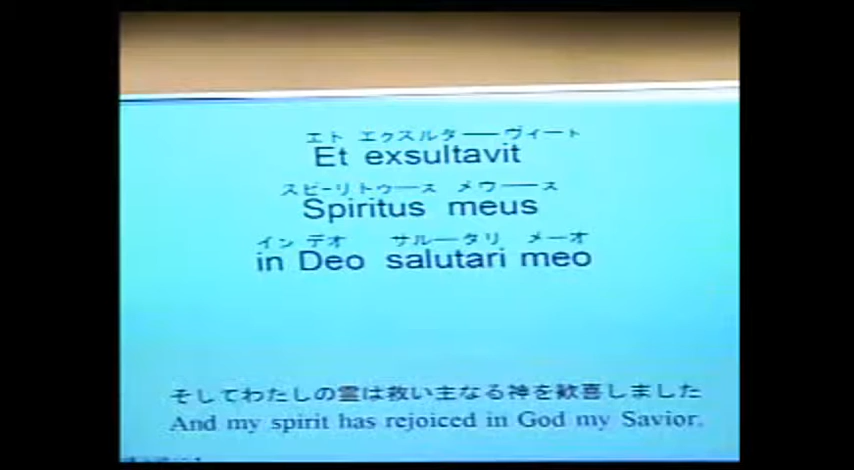 エト エクスルター──ヴィート
Et exsultavit
スピーリトゥ──ス メウ──ス
Spiritus meus
イン デオ サルータリ メーオ
in Deo salutari meo
そしてわたしの霊は救い主なる神を歓喜しました
And my spirit has rejoiced in God my Savior.